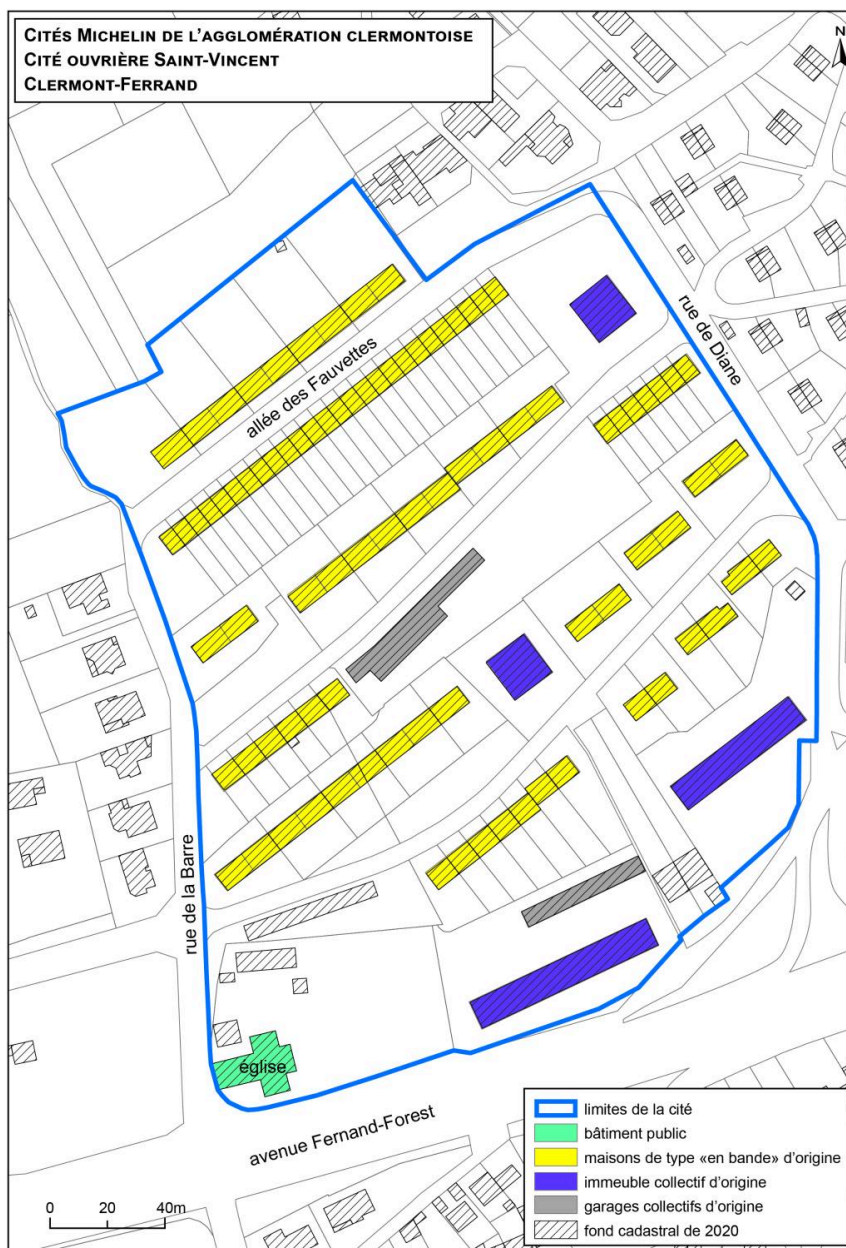 CITÉS MICHELIN DE L'AGGLOMÉRATION CLERMONTOISE
CITÉ OUVRIÈRE SAINT-VINCENT
CLERMONT-FERRAND
N
allée des Fauvettes
rue de Diane
rue de la Barre
église
avenue Fernand-Forest
0 20 40m
limites de la cité
bâtiment public
maisons de type «en bande» d'origine
immeuble collectif d'origine
garages collectifs d'origine
fond cadastral de 2020